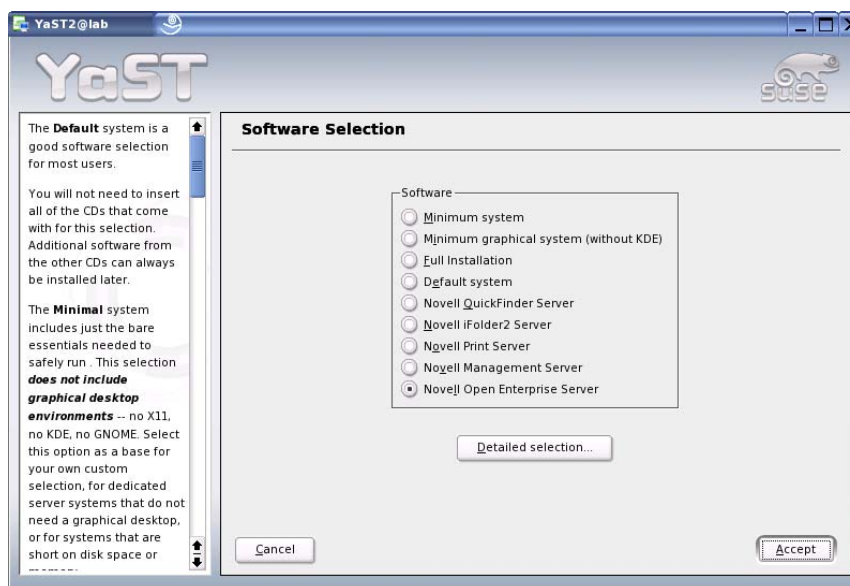 YaST2@lab
YaST
SUSE
The Default system is a
good software selection
for most users.
You will not need to insert
all of the CDs that come
with for this selection.
Additional software from
the other CDs can always
be installed later.
The Minimal system
includes just the bare
essentials needed to
safely run . This selection
does not include
graphical desktop
environments -- no X11,
no KDE, no GNOME. Select
this option as a base for
your own custom
selection, for dedicated
server systems that do not
need a graphical desktop,
or for systems that are
short on disk space or
Software Selection
Software
Minimum system
Minimum graphical system (without KDE)
Full Installation
Default system
Novell QuickFinder Server
Novell iFolder2 Server
Novell Print Server
Novell Management Server
Novell Open Enterprise Server
Detailed selection...
Cancel
Accept